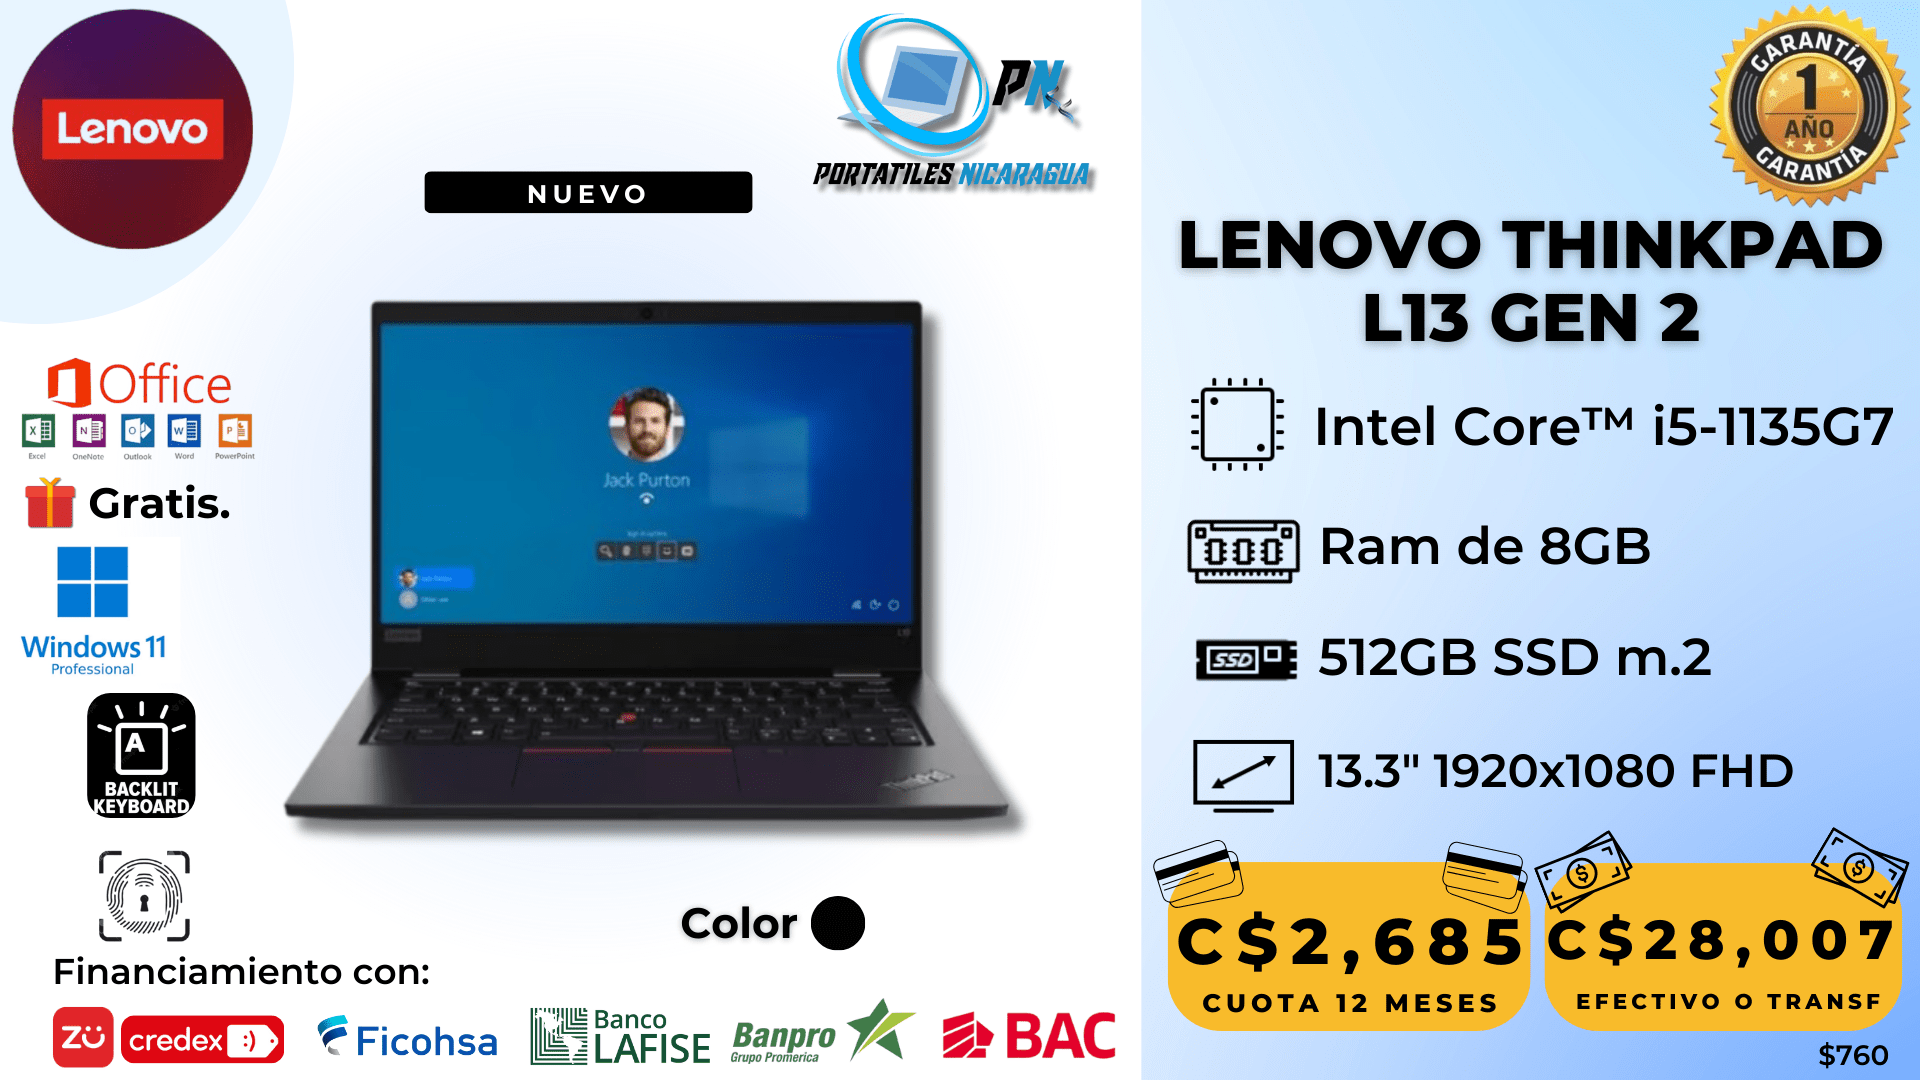 Lenovo
NUEVO
PN
PORTATILES NICARAGUA
GARANTÍA
1
AÑO
GARANTÍA
LENOVO THINKPAD
L13 GEN 2
Intel Core™ i5-1135G7
Ram de 8GB
SSD
512GB SSD m.2
13.3" 1920x1080 FHD
Office
Excel OneNote Outlook Word PowerPoint
Gratis.
Windows 11
Professional
A
BACKLIT
KEYBOARD
Jack Purton
Color
Financiamiento con:
zü
credex :)
Ficohsa
Banco
LAFISE
Banpro
Grupo Promerica
BAC
C$2,685
CUOTA 12 MESES
C$28,007
EFECTIVO O TRANSF
$760